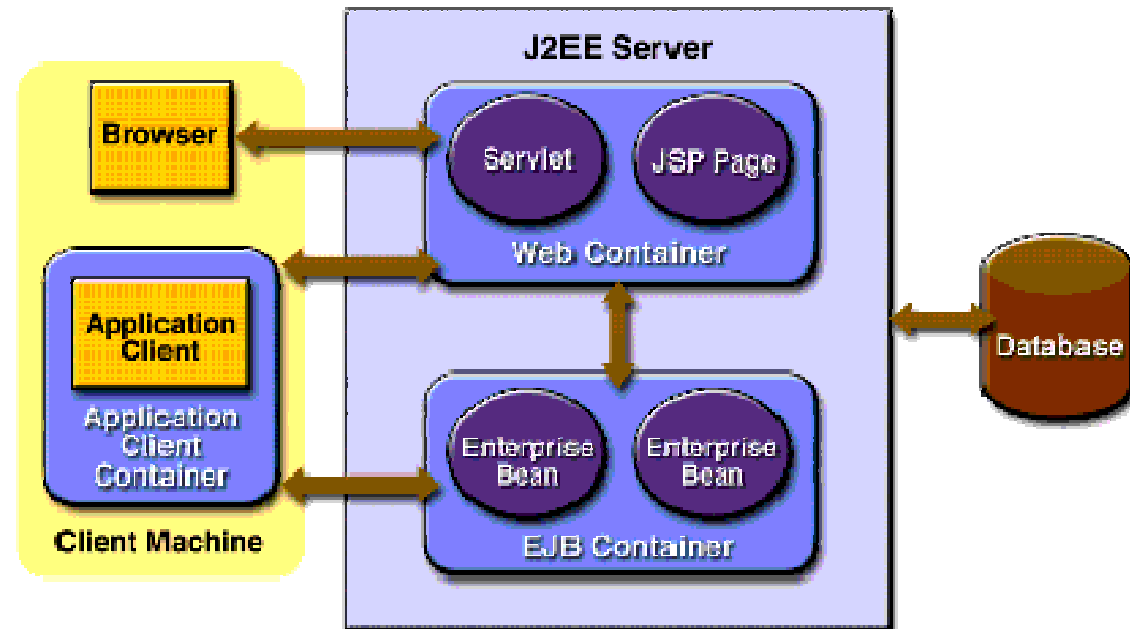 J2EE Server
Browser
Servlet
JSP Page
Web Container
Application
Client
Application
Client
Container
Client Machine
Enterprise
Bean
Enterprise
Bean
EJB Container
Database